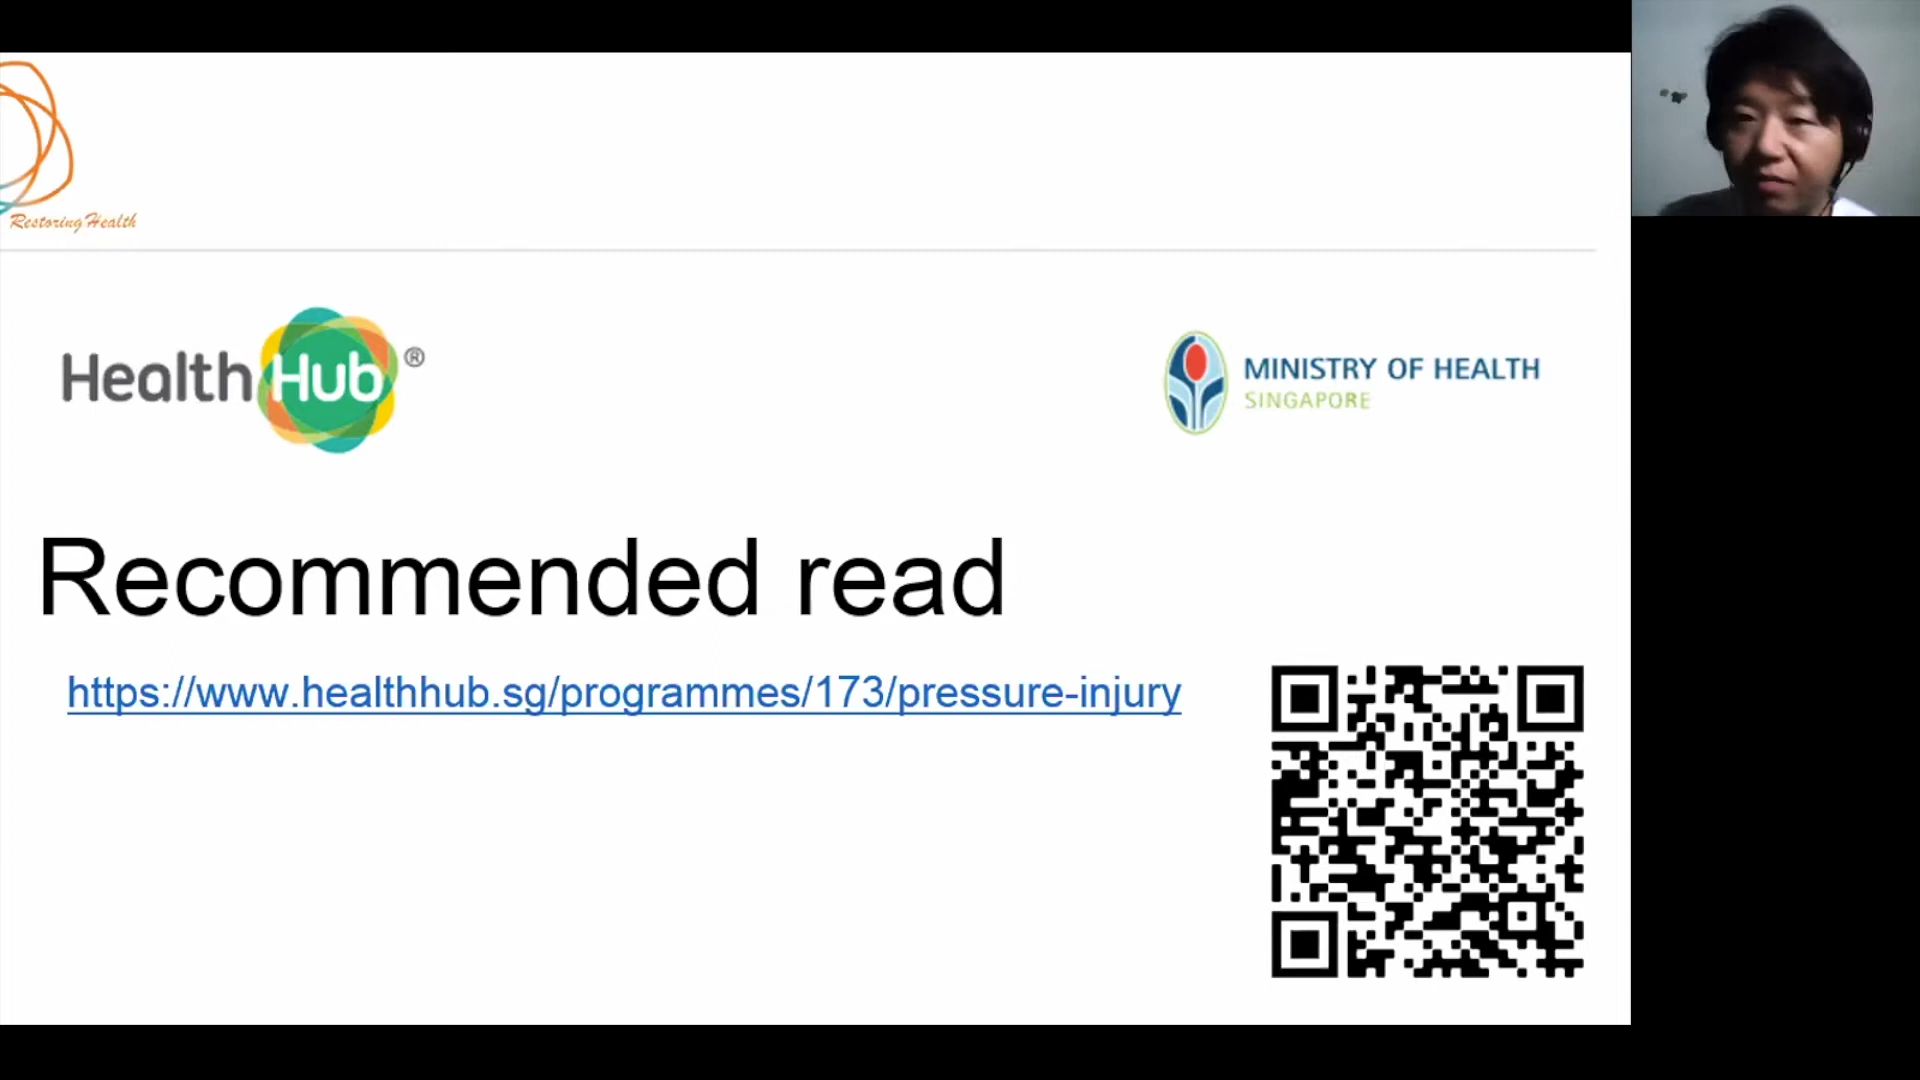 Restoring Health
Health Hub ®
MINISTRY OF HEALTH
SINGAPORE
Recommended read
https://www.healthhub.sg/programmes/173/pressure-injury